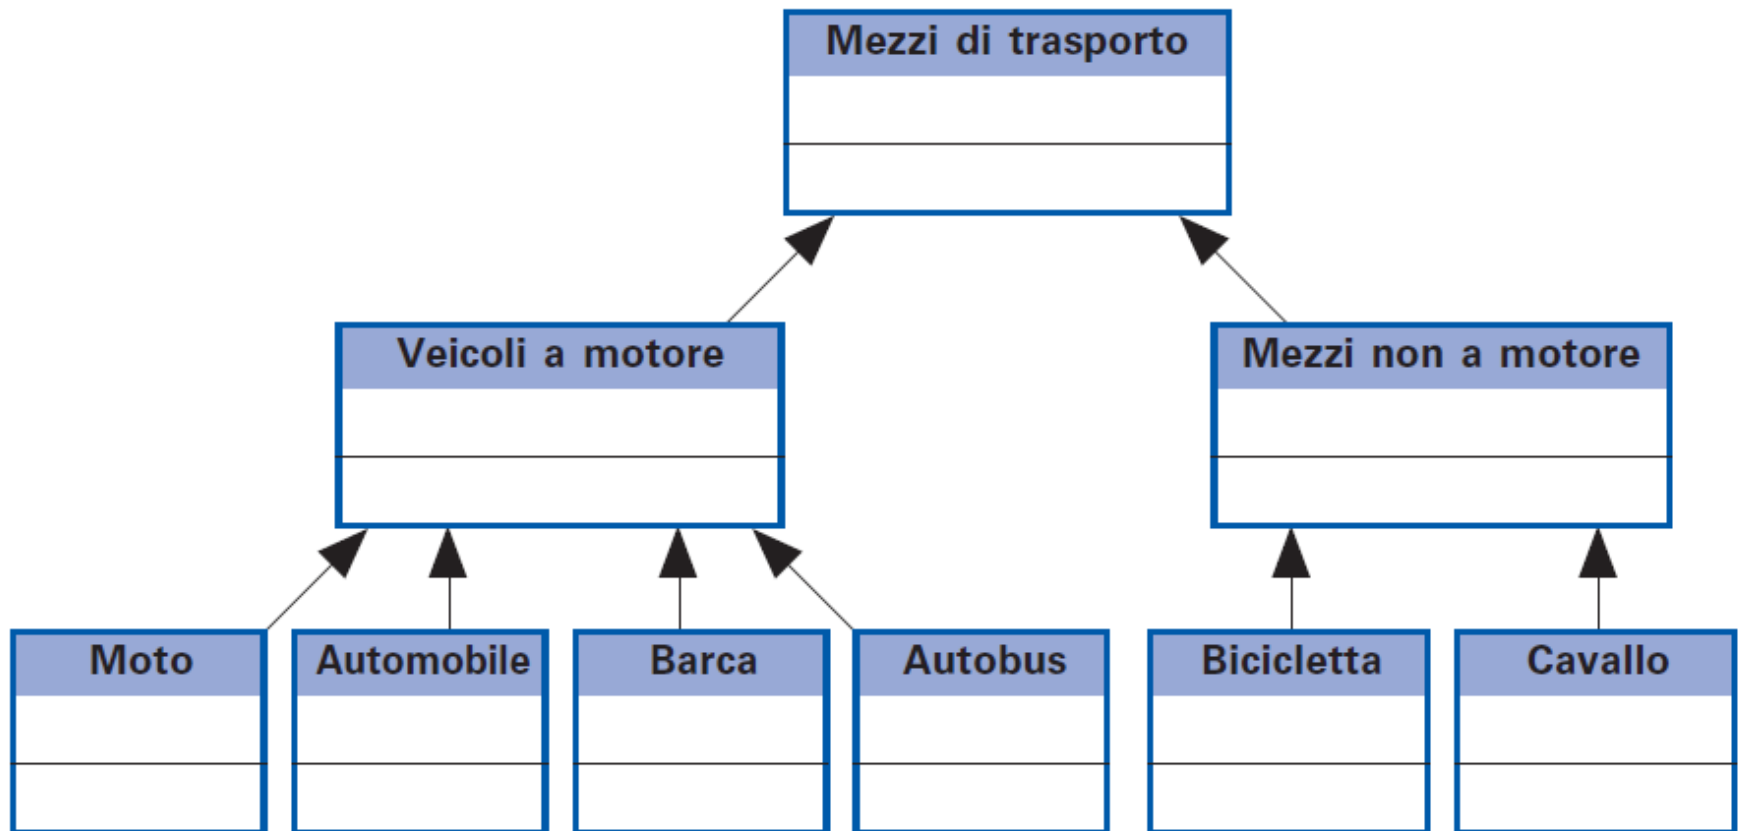 Mezzi di trasporto
Veicoli a motore
Mezzi non a motore
Moto
Automobile
Barca
Autobus
Bicicletta
Cavallo